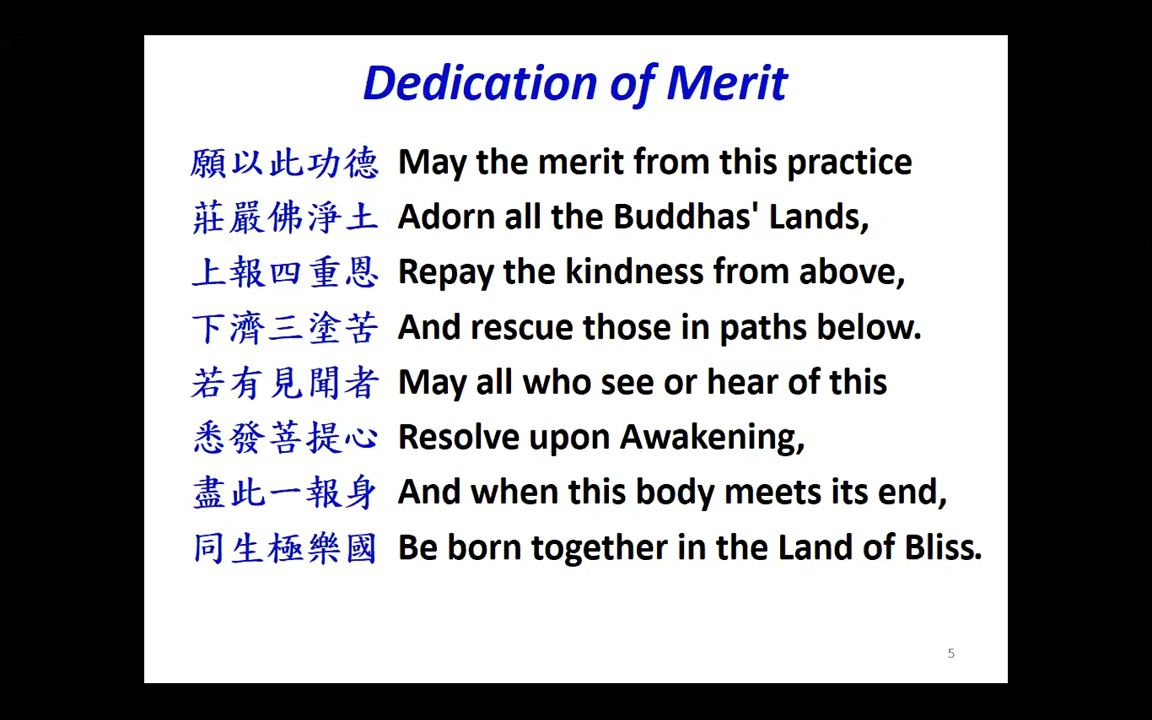 Dedication of Merit
願以此功德 May the merit from this practice
莊嚴佛淨土 Adorn all the Buddhas' Lands,
上報四重恩 Repay the kindness from above,
下濟三塗苦 And rescue those in paths below.
若有見聞者 May all who see or hear of this
悉發菩提心 Resolve upon Awakening,
盡此一報身 And when this body meets its end,
同生極樂國 Be born together in the Land of Bliss.
5